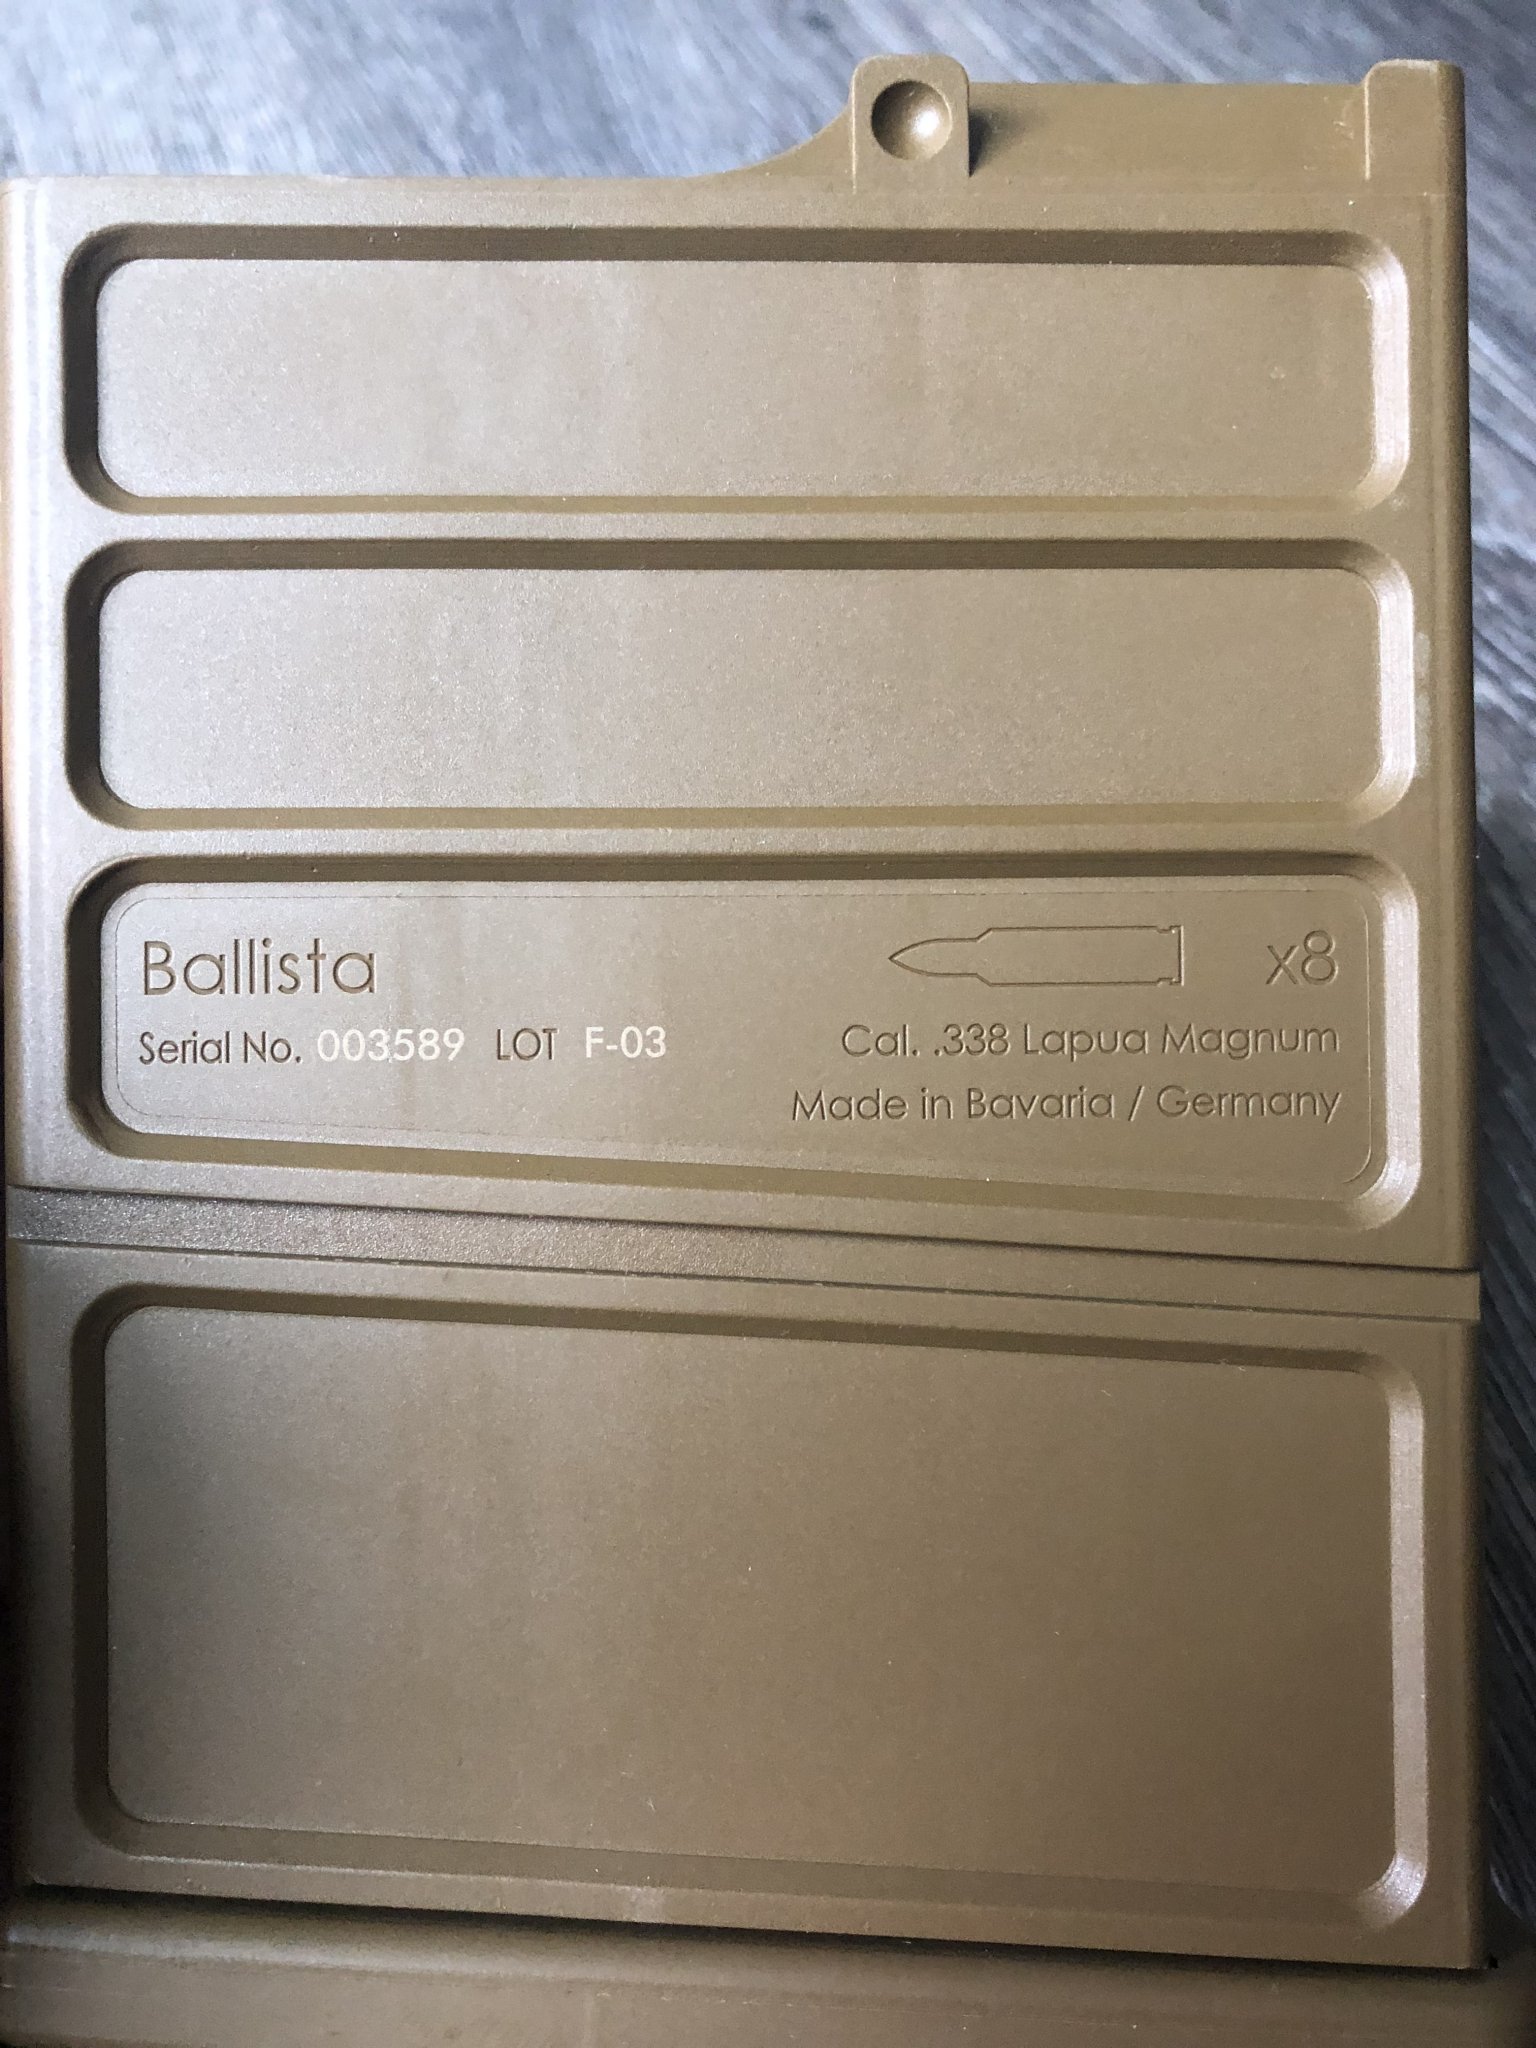 Ballista
Serial No. 003589 LOT F-03
x8
Cal. .338 Lapua Magnum
Made in Bavaria / Germany